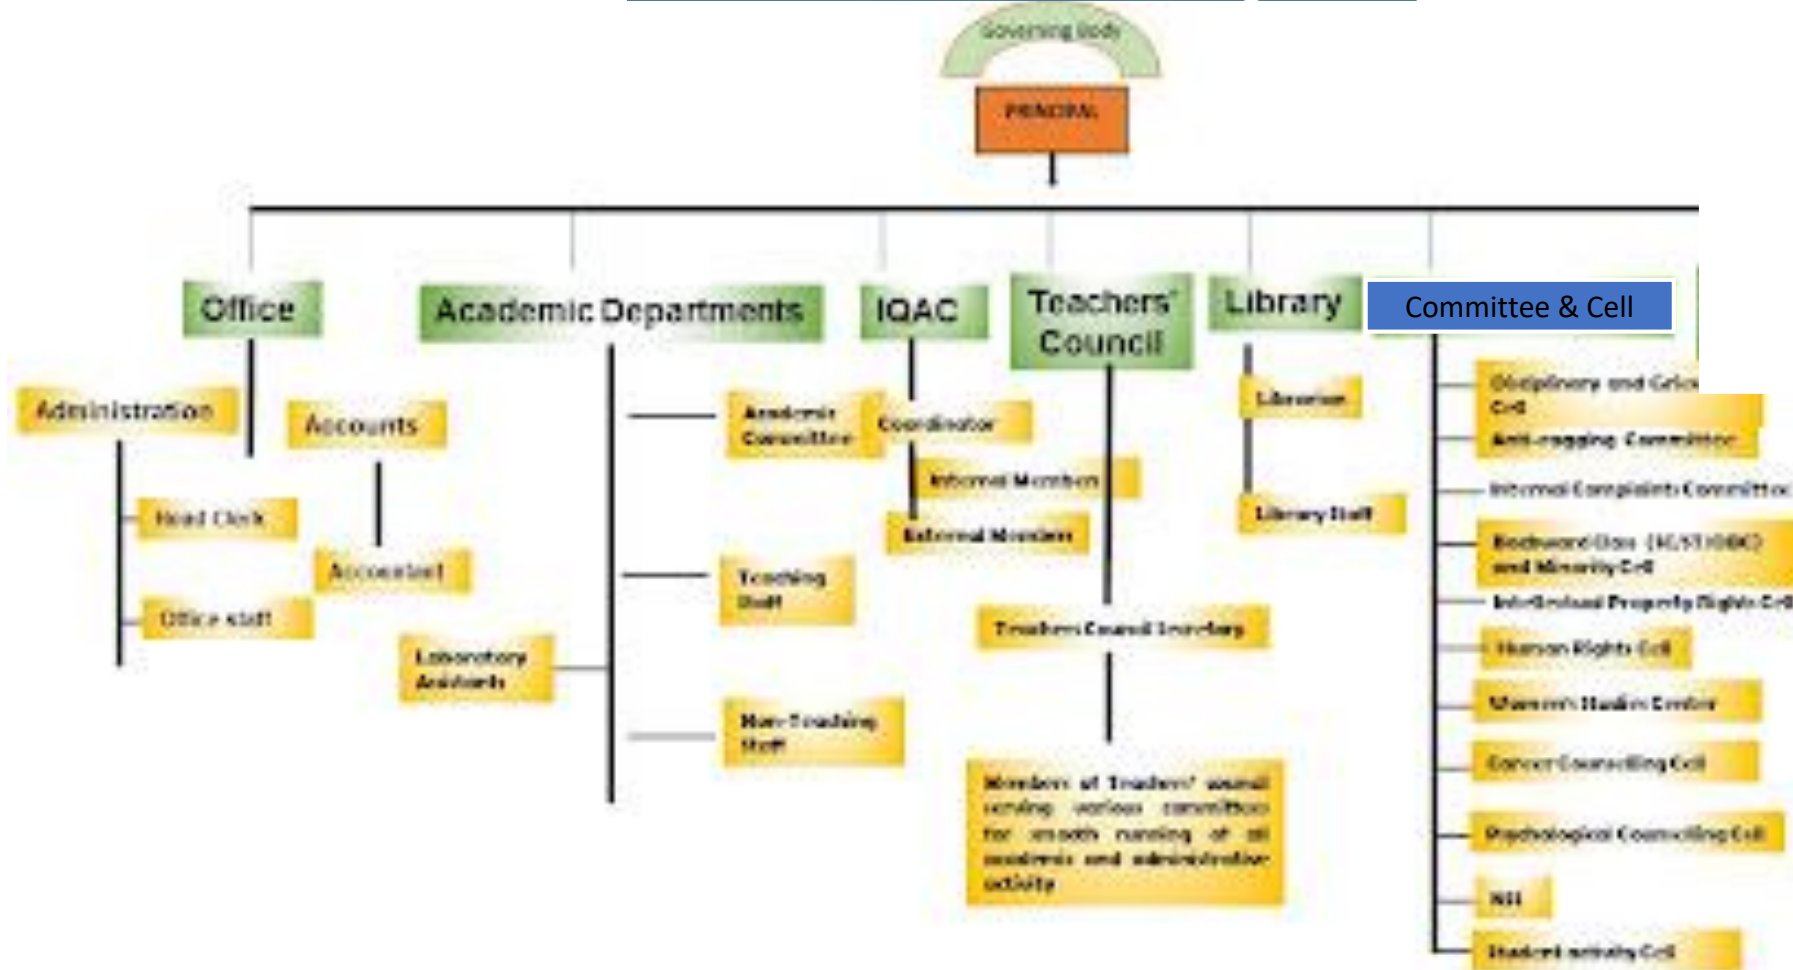 Governing Body
PRINCIPAL
Office
Academic Departments
IQAC
Teachers'
Council
Library
Committee & Cell
Administration
Accounts
Head Clerk
Accountant
Office staff
Academic
Committee
Teaching
Staff
Laboratory
Assistants
Non-Teaching
Staff
Coordinator
Internal Members
External Members
Teachers Council Secretary
Members of Teachers' council
serving various committees
for smooth running of all
academic and administrative
activity
Librarian
Library Staff
Disciplinary and
Cell
Anti-ragging Committee
Internal Complaints Committee
Backward Class (SC/ST/OBC)
and Minority Cell
Intellectual Property Rights Cell
Human Rights Cell
Women's Studies Center
Career Counselling Cell
Psychological Counselling Cell
NSS
Student activity Cell